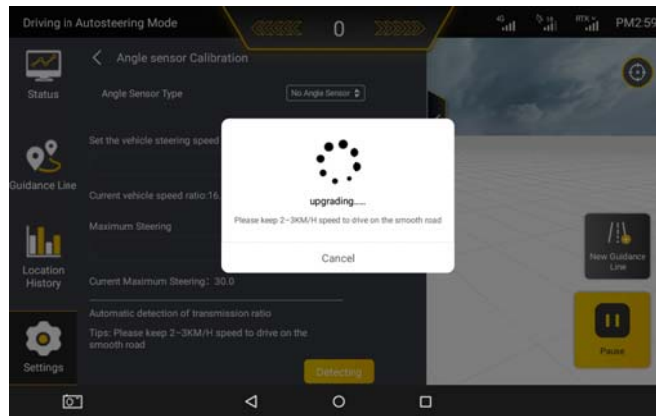 Driving in Autosteering Mode
0
4G
RTK
PM2:59
Status
Angle sensor Calibration
Angle Sensor Type
No Angle Sensor
Set the vehicle steering speed
Guidance Line
Current vehicle speed ratio:16.
upgrading.....
Please keep 2~3KM/H speed to drive on the smooth road
Cancel
Maximum Steering
Location
History
Current Maximum Steering: 30.0
New Guidance
Line
Automatic detection of transmission ratio
Tips: Please keep 2~3KM/H speed to drive on the
smooth road
Settings
Detecting
Pause